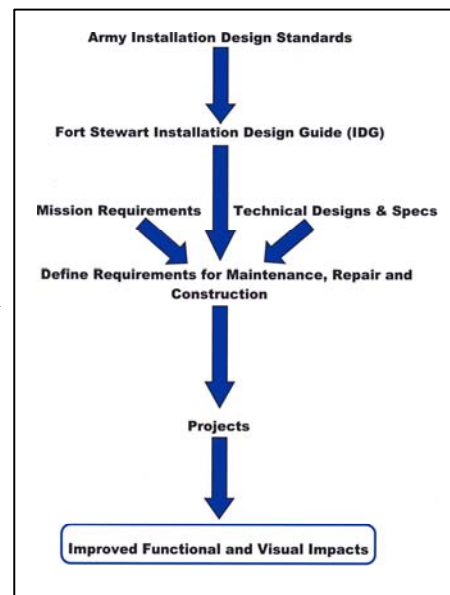 Army Installation Design Standards
Fort Stewart Installation Design Guide (IDG)
Mission Requirements
Technical Designs & Specs
Define Requirements for Maintenance, Repair and
Construction
Projects
Improved Functional and Visual Impacts